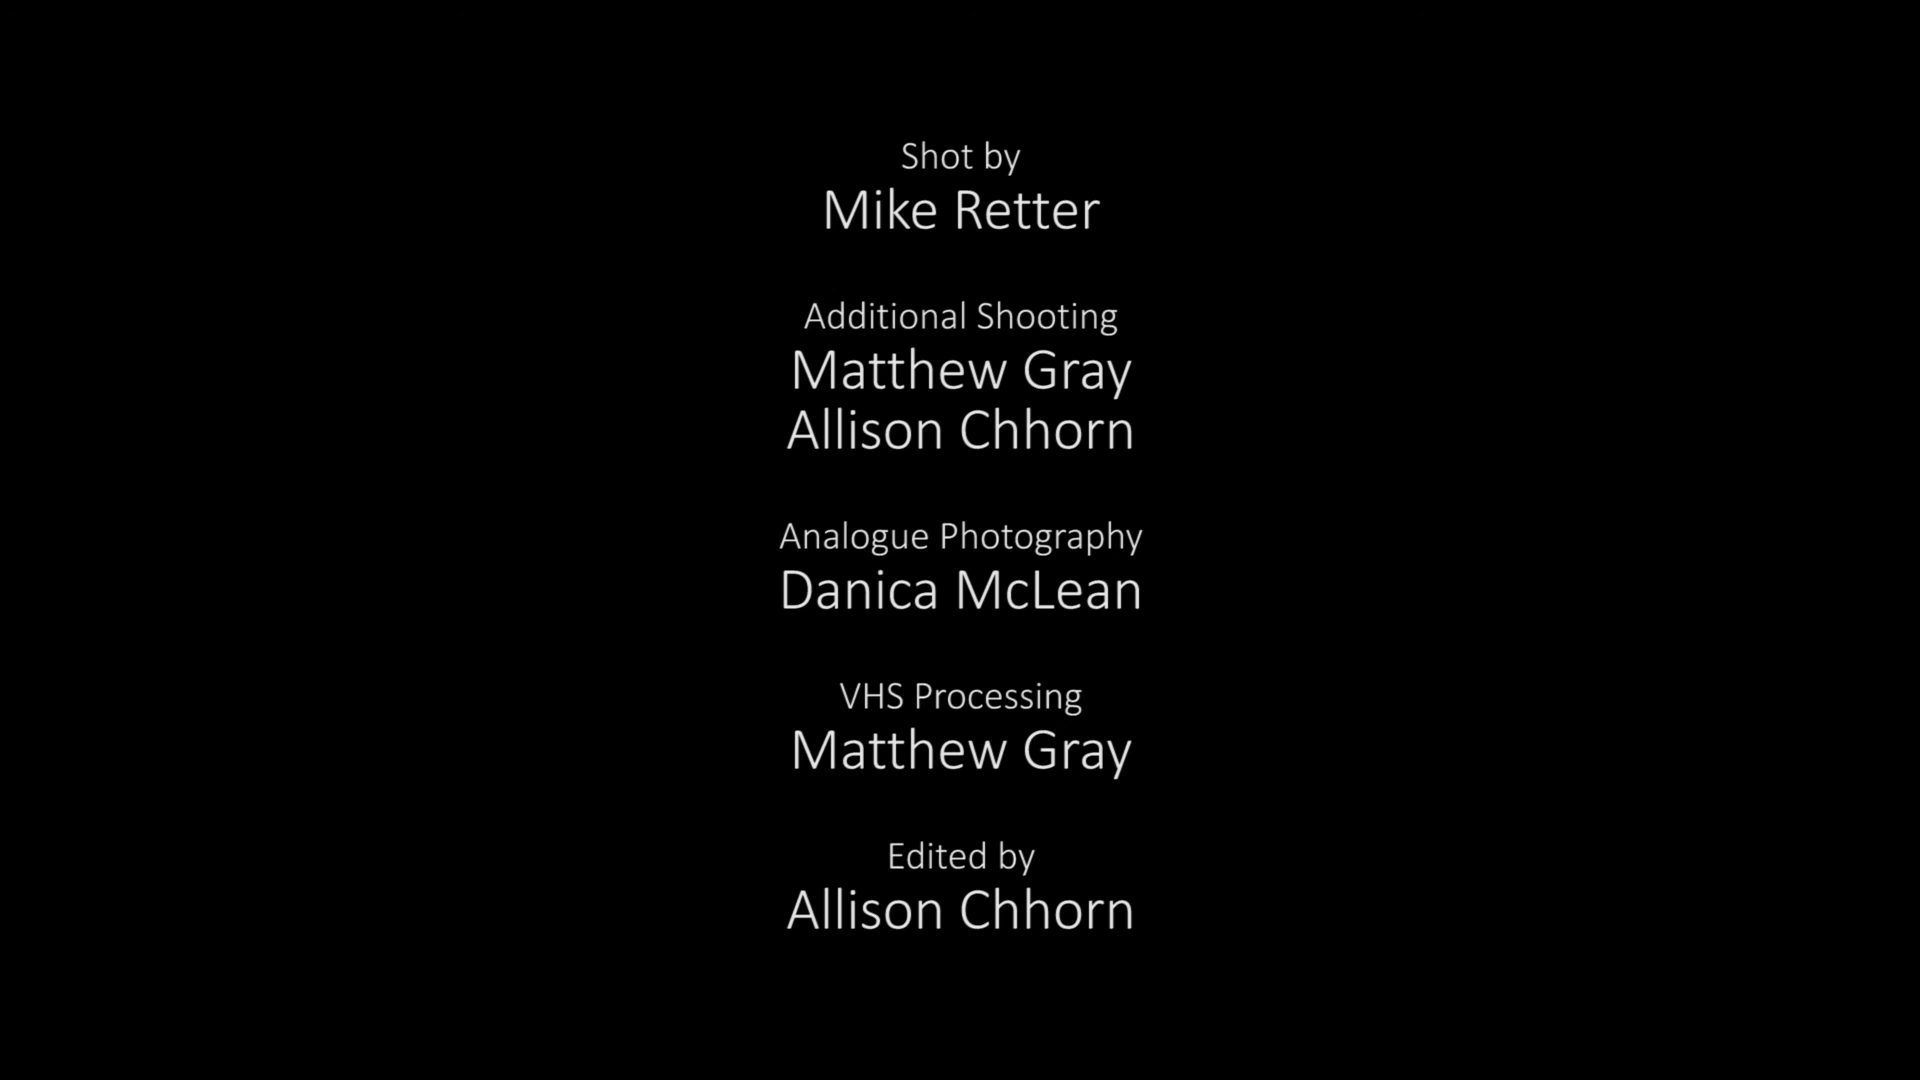 Shot by
Mike Retter
Additional Shooting
Matthew Gray
Allison Chhorn
Analogue Photography
Danica McLean
VHS Processing
Matthew Gray
Edited by
Allison Chhorn